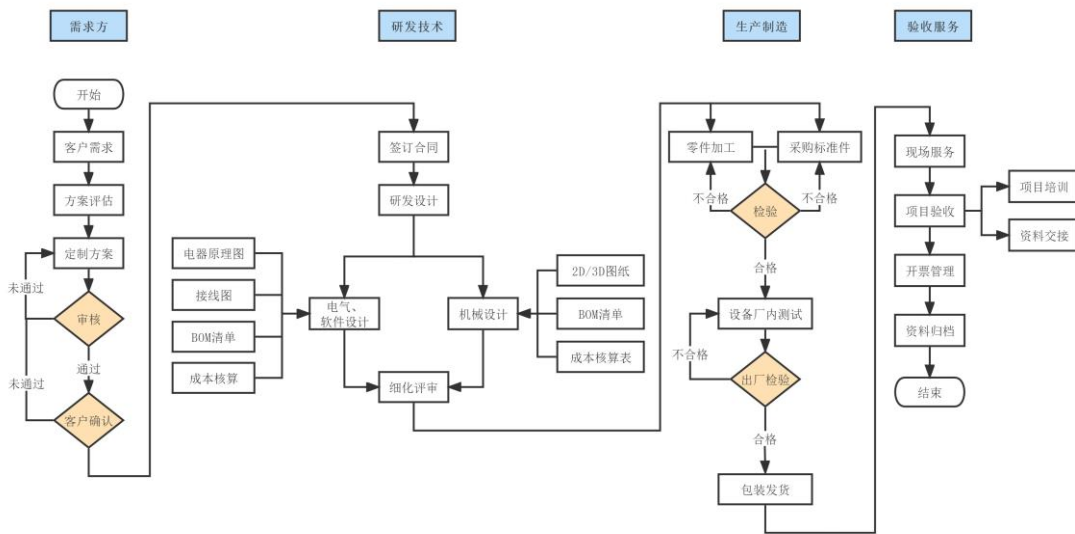 需求方
研发技术
生产制造
验收服务
开始
客户需求
方案评估
定制方案
未通过
审核
通过
未通过
客户确认
签订合同
研发设计
电器原理图
接线图
BOM清单
成本核算
电气、
软件设计
机械设计
2D/3D图纸
BOM清单
成本核算表
细化评审
零件加工
采购标准件
不合格
不合格
检验
合格
设备厂内测试
不合格
出厂检验
合格
包装发货
现场服务
项目验收
项目培训
资料交接
开票管理
资料归档
结束